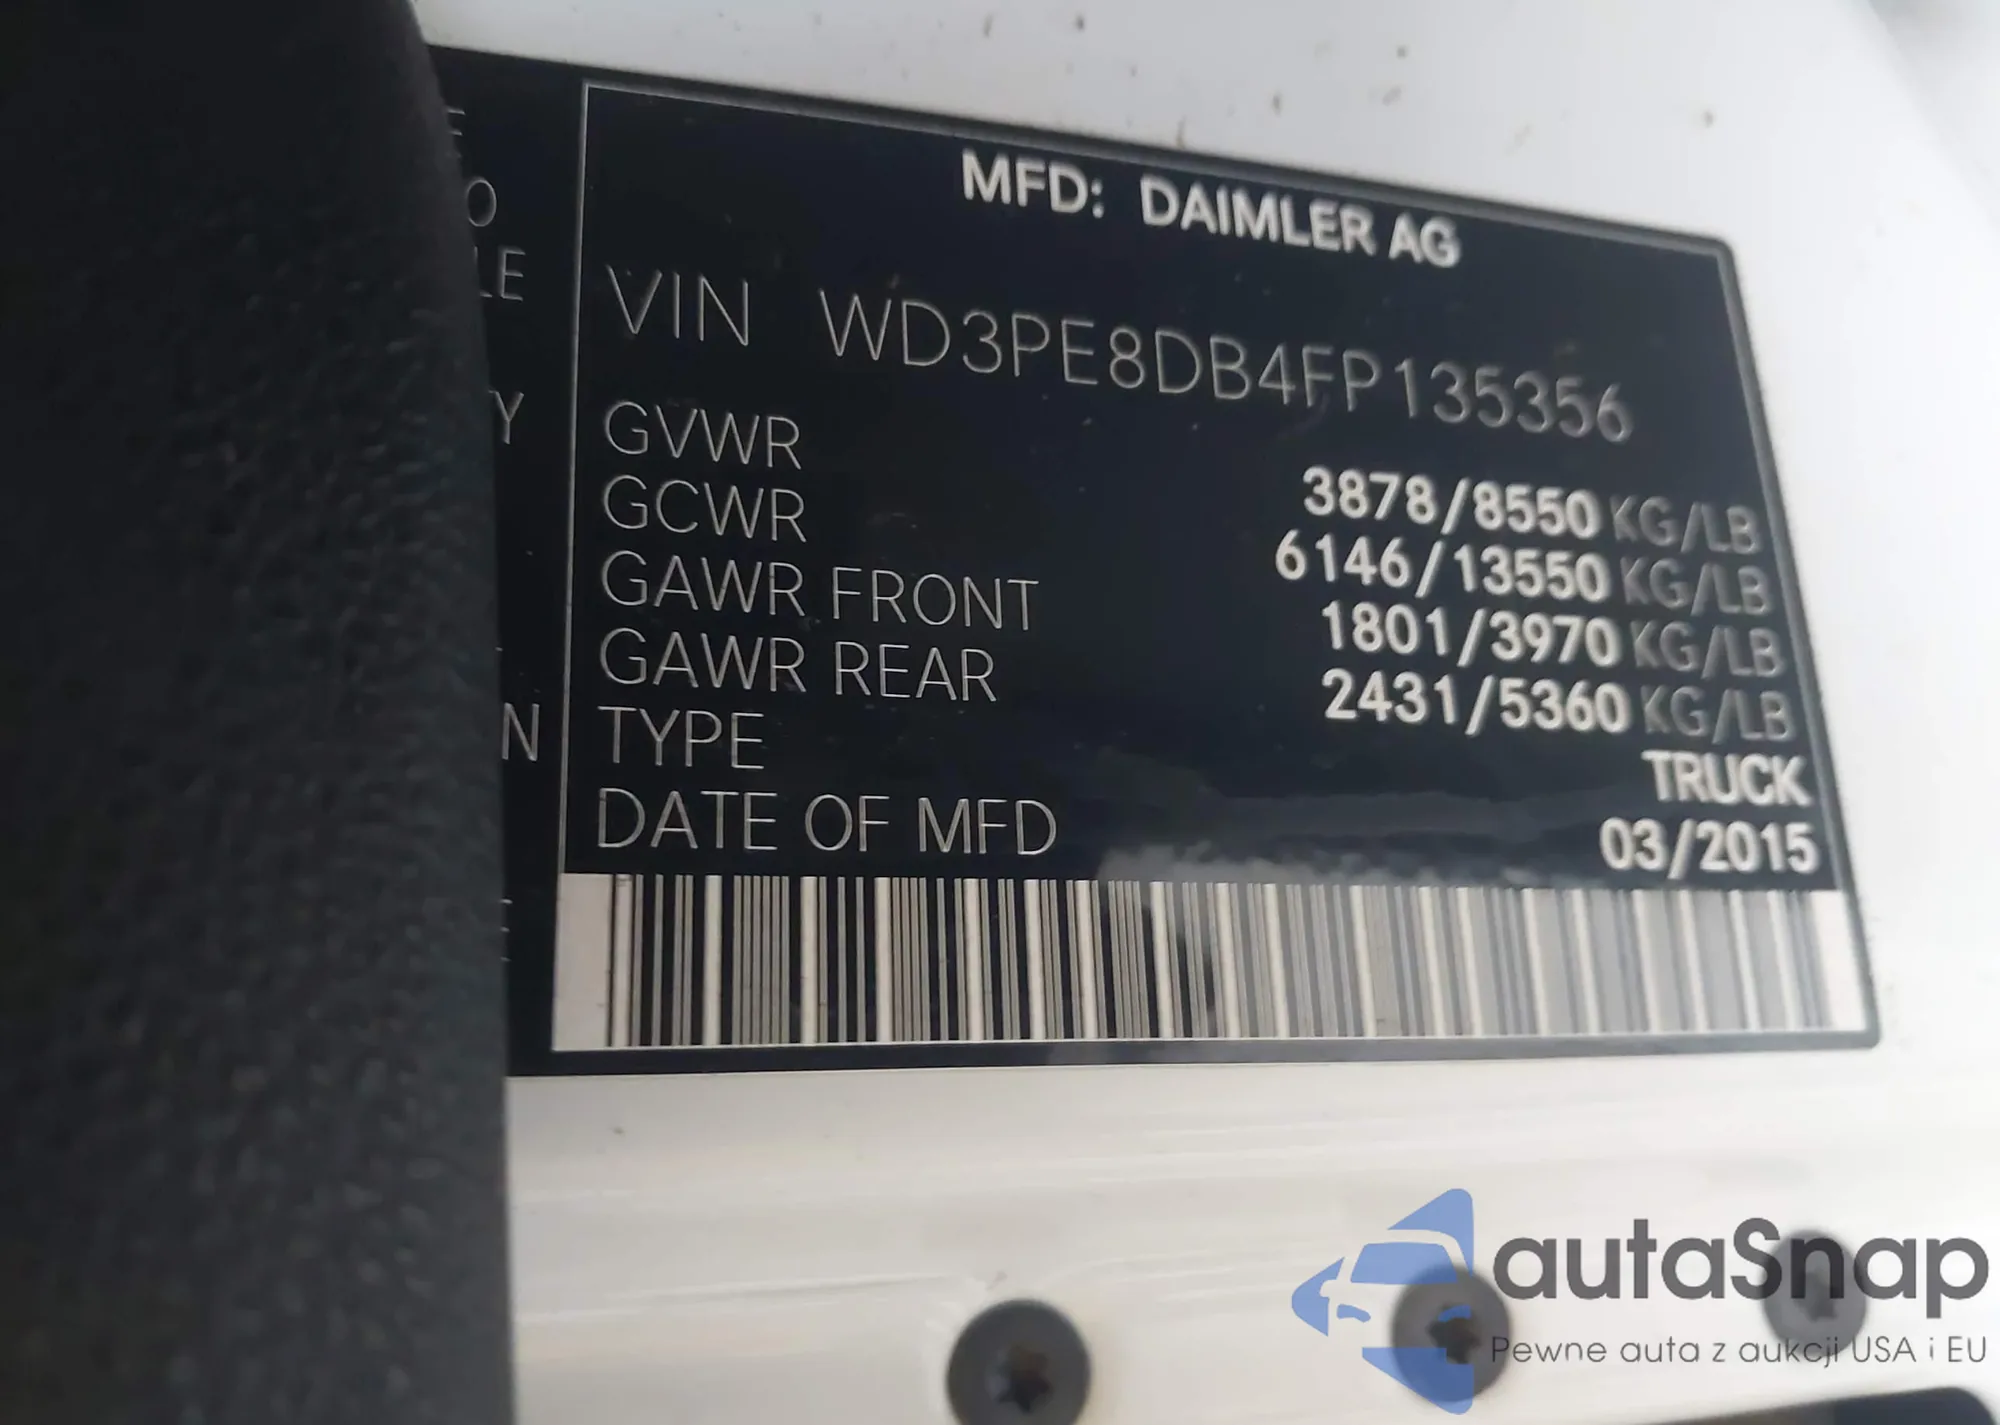 MFD: DAIMLER AG
VIN WD3PE8DB4FP135356
GVWR 3878/8550 KG/LB
GCWR 6146/13550 KG/LB
GAWR FRONT 1801/3970 KG/LB
GAWR REAR 2431/5360 KG/LB
TYPE TRUCK
DATE OF MFD 03/2015
autaSnap
Pewne auta z aukcji USA i EU